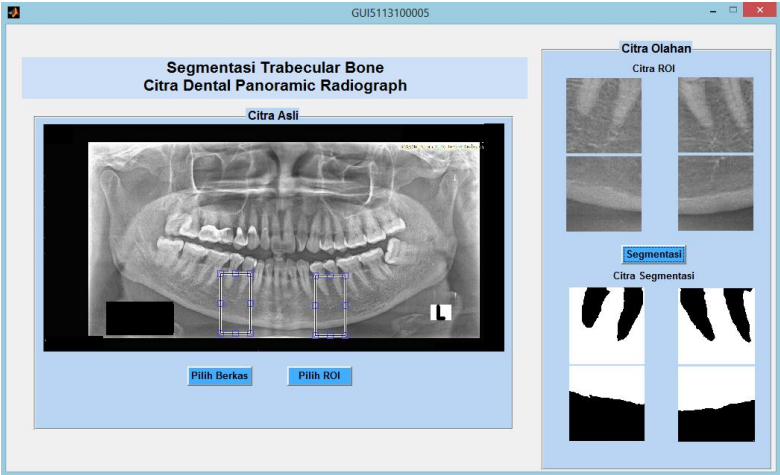 GUI5113100005
Segmentasi Trabecular Bone
Citra Dental Panoramic Radiograph
Citra Asli
L
Pilih Berkas
Pilih ROI
Citra Olahan
Citra ROI
Segmentasi
Citra Segmentasi